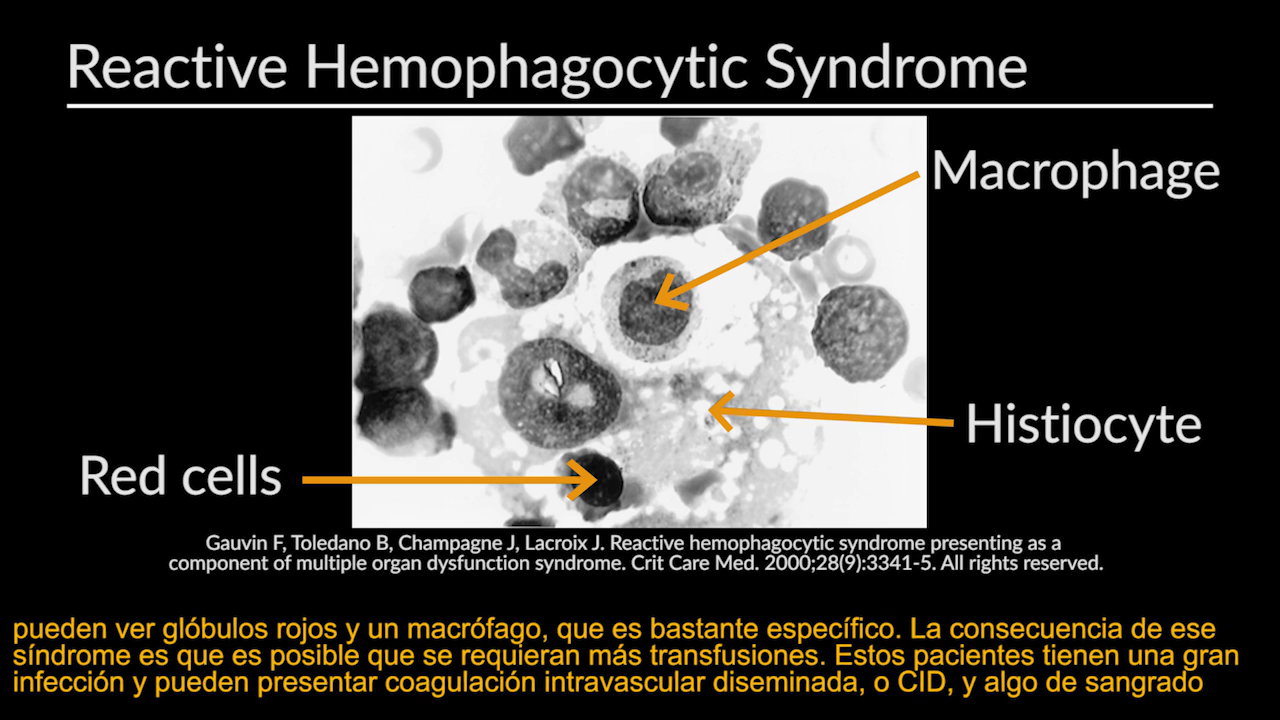 Reactive Hemophagocytic Syndrome
Macrophage
Histiocyte
Red cells
Gauvin F, Toledano B, Champagne J, Lacroix J. Reactive hemophagocytic syndrome presenting as a
component of multiple organ dysfunction syndrome. Crit Care Med. 2000;28(9):3341-5. All rights reserved.
pueden ver glóbulos rojos y un macrófago, que es bastante específico. La consecuencia de ese
síndrome es que es posible que se requieran más transfusiones. Estos pacientes tienen una gran
infección y pueden presentar coagulación intravascular diseminada, o CID, y algo de sangrado